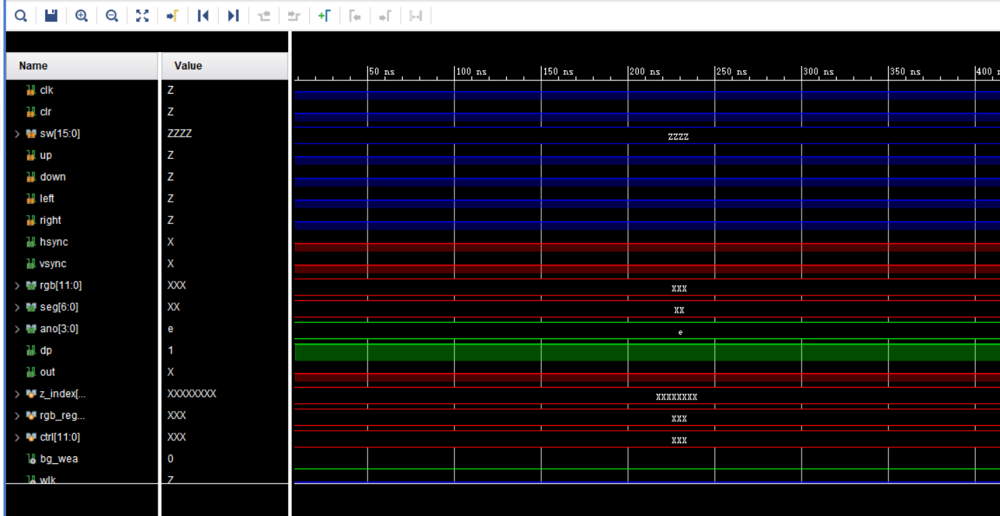 Name Value
50 ns 100 ns 150 ns 200 ns 250 ns 300 ns 350 ns 400
clk Z
clr Z
sw[15:0] ZZZZ ZZZZ
up Z
down Z
left Z
right Z
hsync X
vsync X
rgb[11:0] XXX XXX
seg[6:0] XX XX
ano[3:0] e e
dp 1
out X
z_index[... XXXXXXXX XXXXXXXX
rgb_reg... XXX XXX
ctrl[11:0] XXX XXX
bg_wea 0
wlk Z